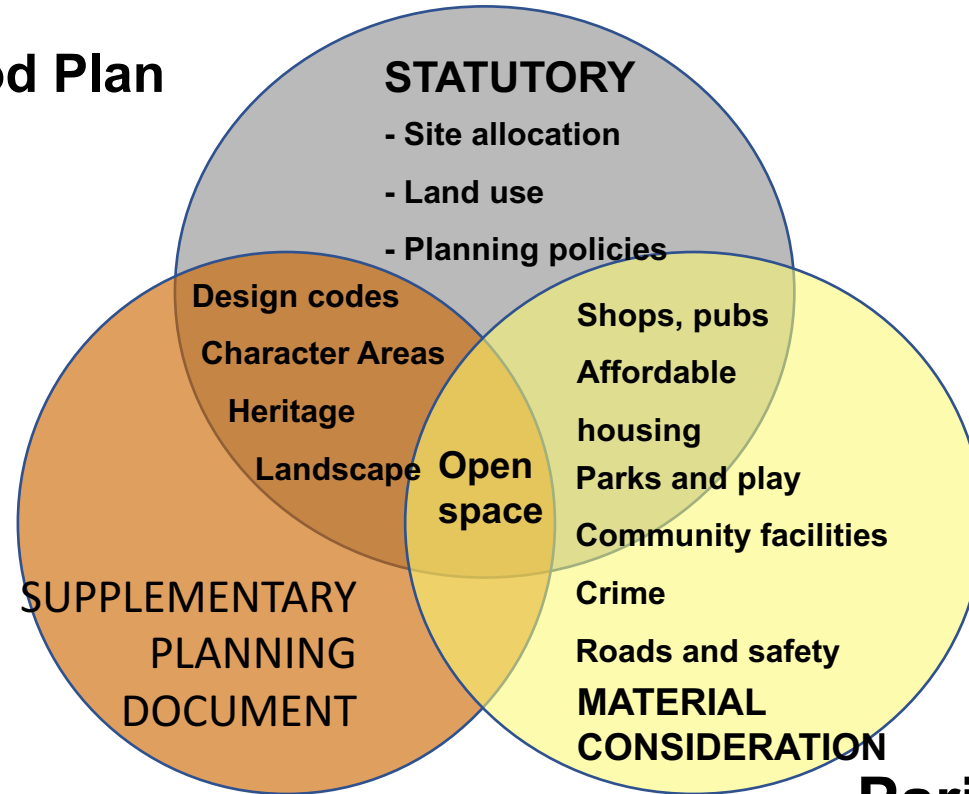 od Plan
STATUTORY
- Site allocation
- Land use
- Planning policies
Design codes
Character Areas
Heritage
Landscape
Open
space
Shops, pubs
Affordable
housing
Parks and play
Community facilities
Crime
Roads and safety
MATERIAL
CONSIDERATION
SUPPLEMENTARY
PLANNING
DOCUMENT